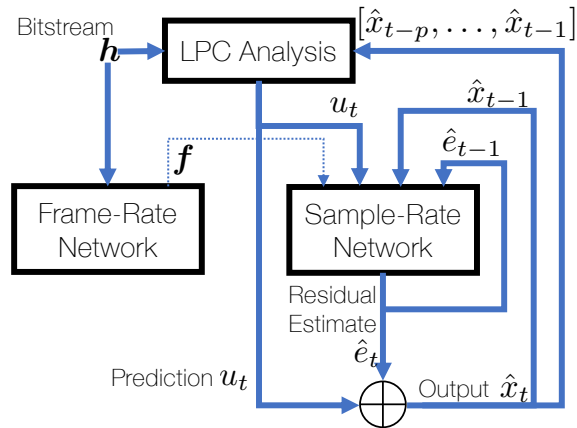 Bitstream
h
LPC Analysis
[x̂_{t−p}, . . . , x̂_{t−1}]
u_t
x̂_{t−1}
ê_{t−1}
f
Frame-Rate
Network
Sample-Rate
Network
Residual
Estimate
ê_t
Prediction u_t
Output x̂_t